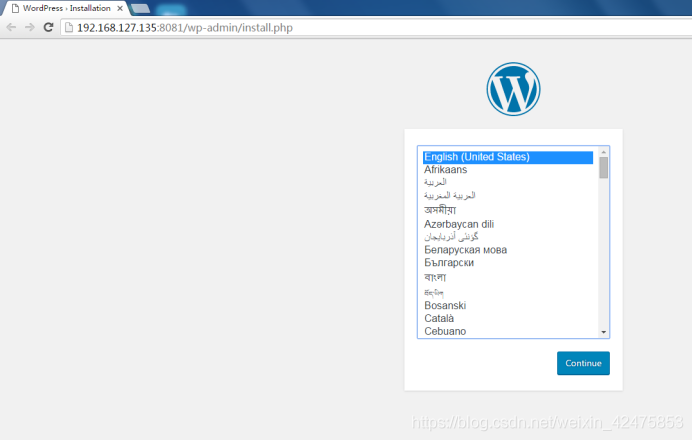 WordPress › Installation
192.168.127.135:8081/wp-admin/install.php
English (United States)
Afrikaans
العربية
العربية المغربية
অসমীয়া
Azərbaycan dili
گؤنئی آذربایجان
Беларуская мова
Български
বাংলা
བོད་ཡིག
Bosanski
Català
Cebuano
Continue
https://blog.csdn.net/weixin_42475853